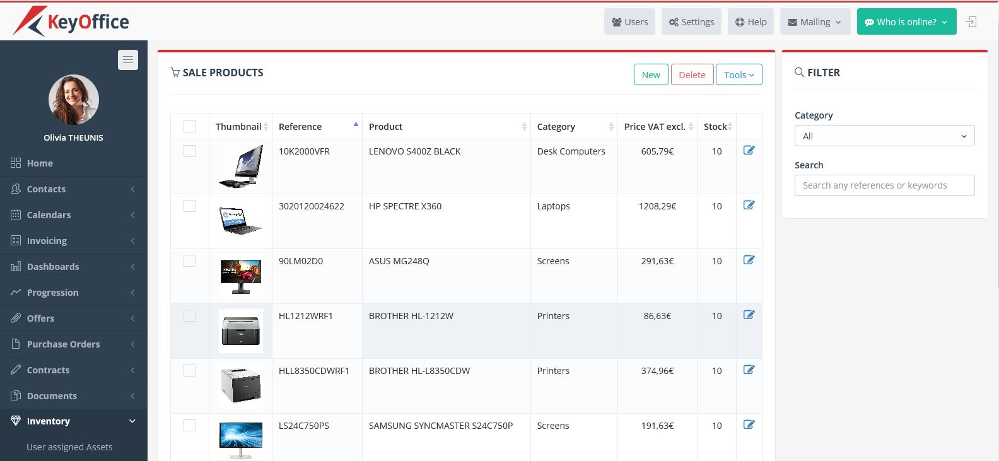 KeyOffice
Users
Settings
Help
Mailing
Who is online?
Olivia THEUNIS
Home
Contacts
Calendars
Invoicing
Dashboards
Progression
Offers
Purchase Orders
Contracts
Documents
Inventory
User assigned Assets
SALE PRODUCTS
New Delete Tools
Thumbnail Reference Product Category Price VAT excl. Stock
10K2000VFR LENOVO S400Z BLACK Desk Computers 605,79€ 10
3020120024622 HP SPECTRE X360 Laptops 1208,29€ 10
90LM02D0 ASUS MG248Q Screens 291,63€ 10
HL1212WRF1 BROTHER HL-1212W Printers 86,63€ 10
HLL8350CDWRF1 BROTHER HL-L8350CDW Printers 374,96€ 10
LS24C750PS SAMSUNG SYNCMASTER S24C750P Screens 191,63€ 10
FILTER
Category
All
Search
Search any references or keywords